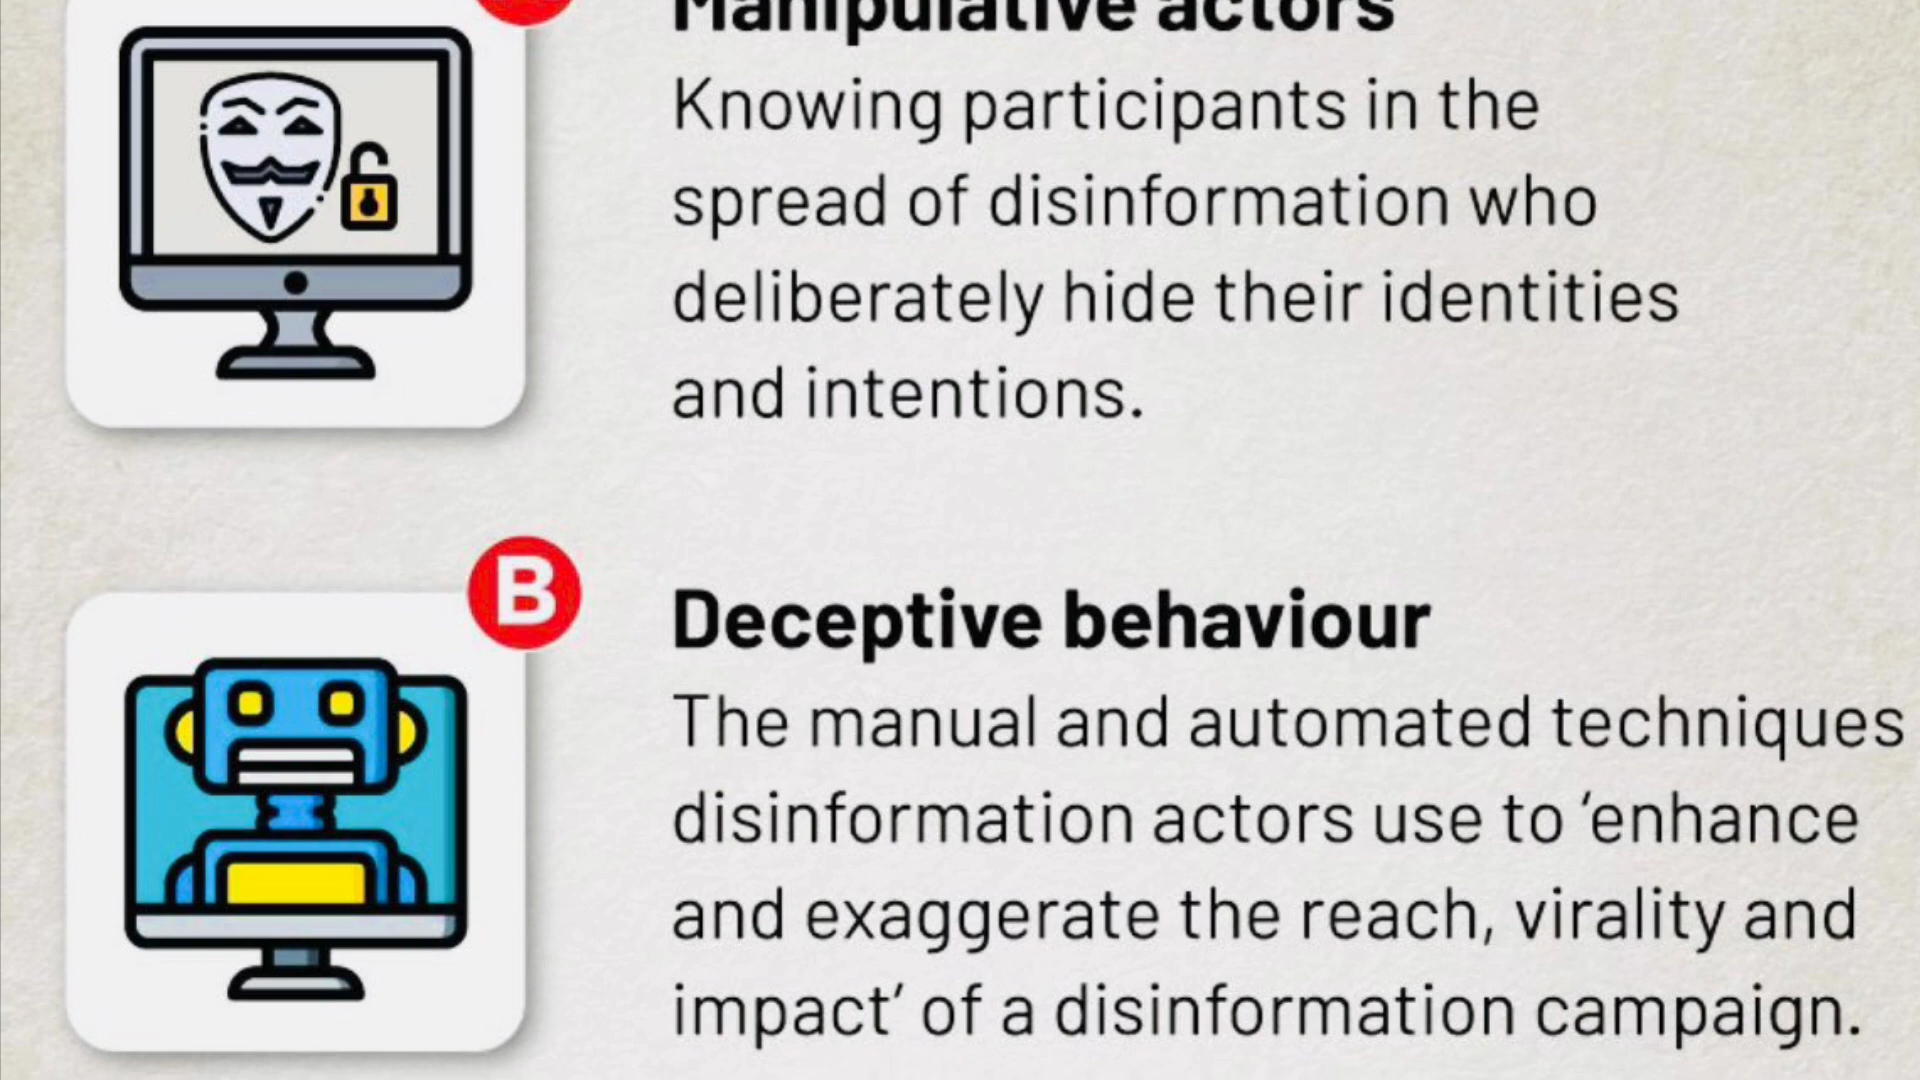 Manipulative actors
Knowing participants in the
spread of disinformation who
deliberately hide their identities
and intentions.
B
Deceptive behaviour
The manual and automated techniques
disinformation actors use to ‘enhance
and exaggerate the reach, virality and
impact’ of a disinformation campaign.